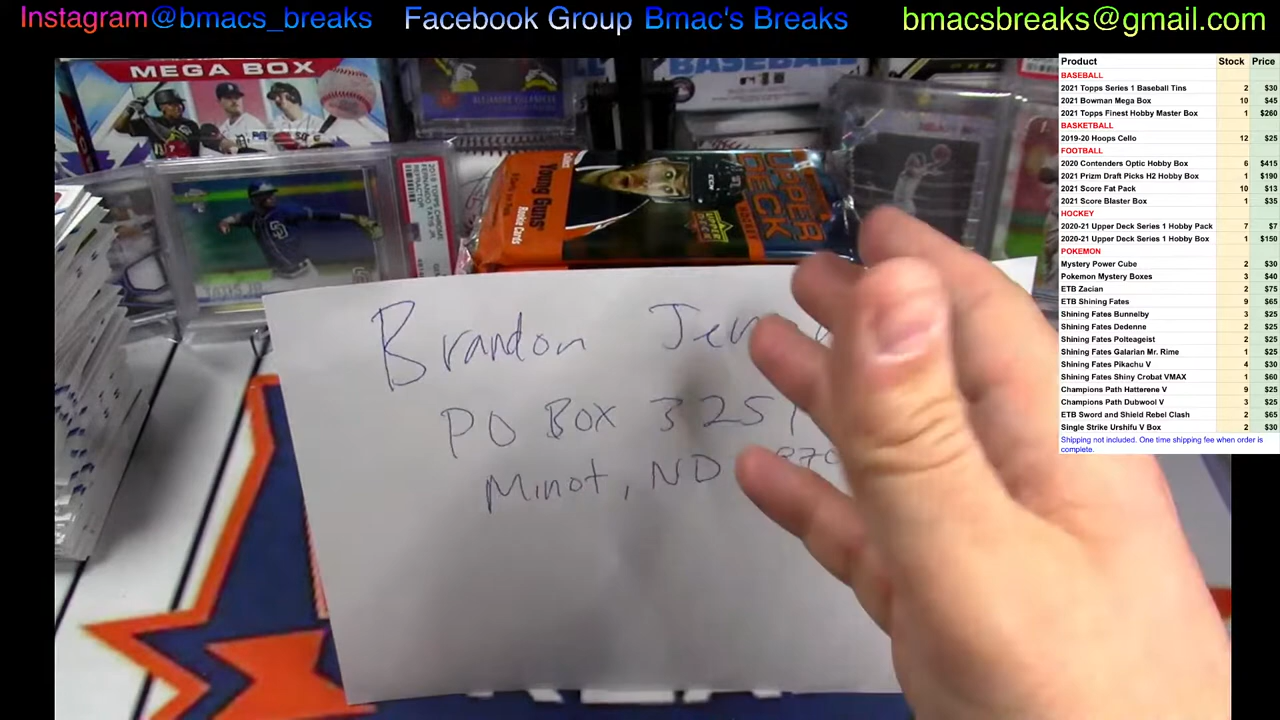 Instagram@bmacs_breaks Facebook Group Bmac's Breaks bmacsbreaks@gmail.com
MEGA BOX
BASEBALL
Young Guns
Rookie Cards
UPPER DECK
Brandon
PO BOX 3251
Minot, ND
Product Stock Price
BASEBALL
2021 Topps Series 1 Baseball Tins 2 $30
2021 Bowman Mega Box 10 $45
2021 Topps Finest Hobby Master Box 1 $260
BASKETBALL
2019-20 Hoops Cello 12 $25
FOOTBALL
2020 Contenders Optic Hobby Box 6 $415
2021 Prizm Draft Picks H2 Hobby Box 1 $190
2021 Score Fat Pack 10 $13
2021 Score Blaster Box 1 $35
HOCKEY
2020-21 Upper Deck Series 1 Hobby Pack 7 $7
2020-21 Upper Deck Series 1 Hobby Box 1 $150
POKEMON
Mystery Power Cube 2 $30
Pokemon Mystery Boxes 3 $40
ETB Zacian 2 $75
ETB Shining Fates 9 $65
Shining Fates Bunnelby 3 $25
Shining Fates Dedenne 2 $25
Shining Fates Polteageist 2 $25
Shining Fates Galarian Mr. Rime 1 $25
Shining Fates Pikachu V 4 $30
Shining Fates Shiny Crobat VMAX 1 $60
Champions Path Hatterene V 9 $25
Champions Path Dubwool V 3 $25
ETB Sword and Shield Rebel Clash 2 $65
Single Strike Urshifu V Box 2 $30
Shipping not included. One time shipping fee when order is
complete.